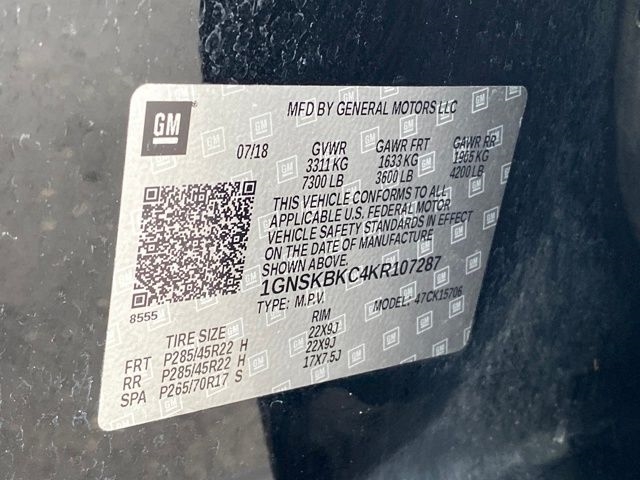 MFD BY GENERAL MOTORS LLC
GM
07/18 GVWR GAWR FRT GAWR RR
3311 KG 1633 KG 1905 KG
7300 LB 3600 LB 4200 LB
THIS VEHICLE CONFORMS TO ALL
APPLICABLE U.S. FEDERAL MOTOR
VEHICLE SAFETY STANDARDS IN EFFECT
ON THE DATE OF MANUFACTURE
SHOWN ABOVE.
1GNSKBKC4KR107287
TYPE: M.P.V. MODEL: 47CK15706
8555
TIRE SIZE RIM
FRT P285/45R22 H 22X9J
RR P285/45R22 H 22X9J
SPA P265/70R17 S 17X7.5J